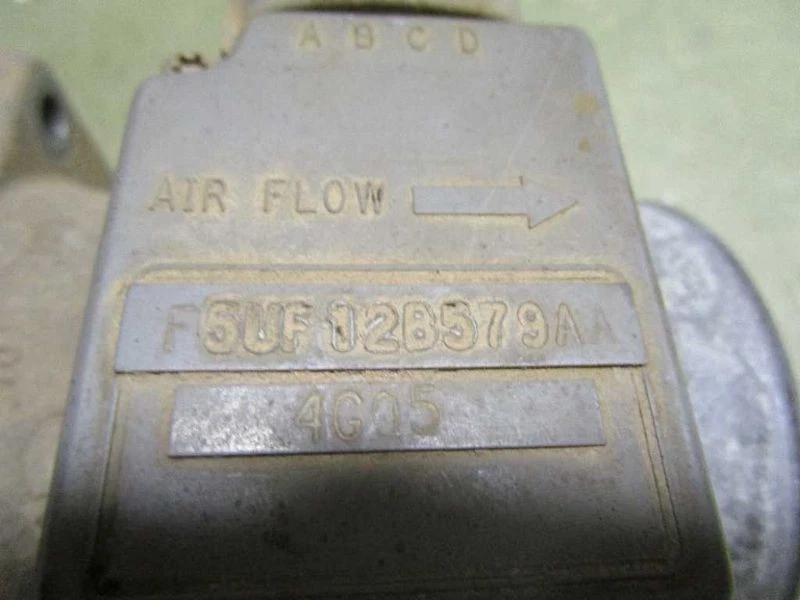 A B C D
AIR FLOW
F5UF 12B579AA
4G05